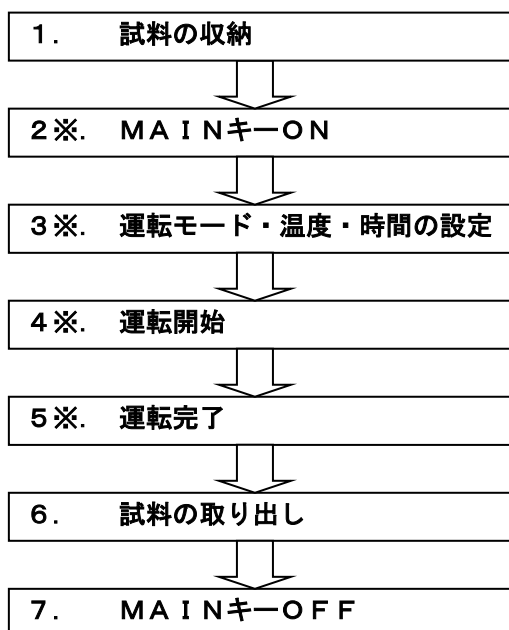 １.　試料の収納
２※.　ＭＡＩＮキーＯＮ
３※.　運転モード・温度・時間の設定
４※.　運転開始
５※.　運転完了
６.　試料の取り出し
７.　ＭＡＩＮキーＯＦＦ